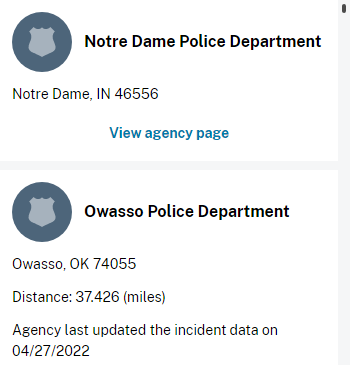 Notre Dame Police Department
Notre Dame, IN 46556
View agency page
Owasso Police Department
Owasso, OK 74055
Distance: 37.426 (miles)
Agency last updated the incident data on
04/27/2022